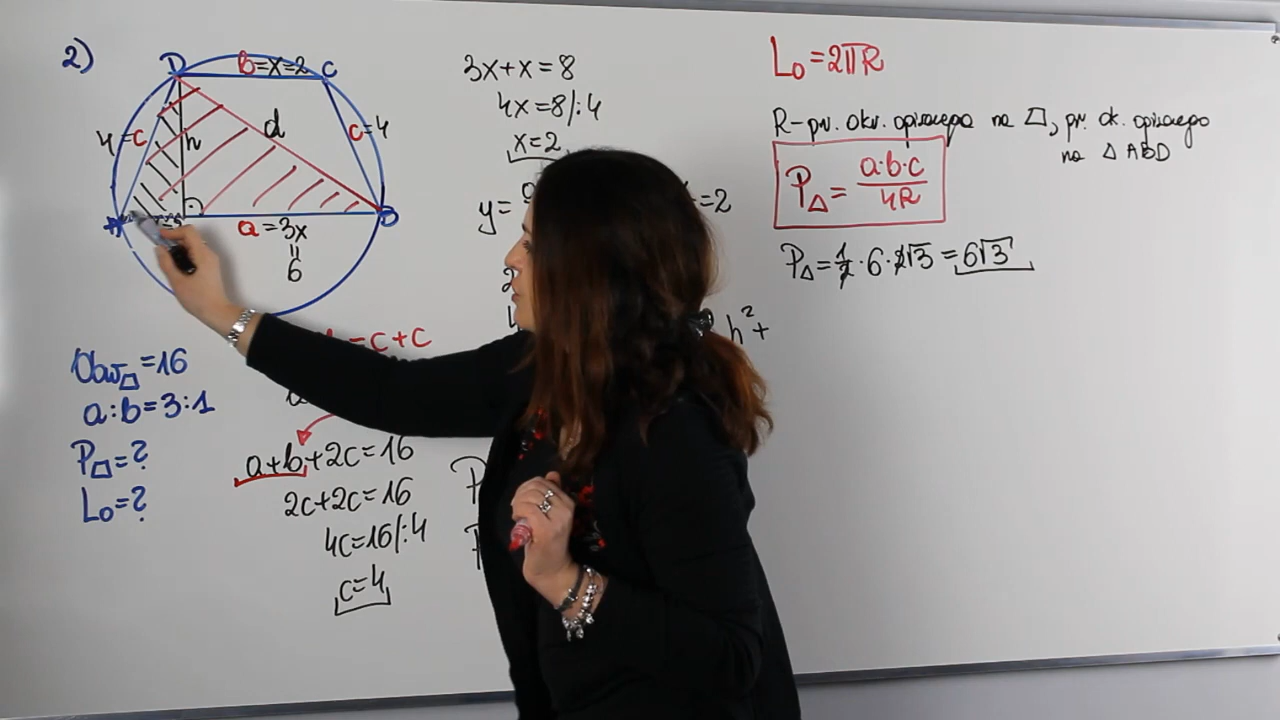 2)
D b=x=2 C
4=c h d c=4
A B
a=3x
=
6
Obw▱=16
a:b=3:1
P▱=?
L₀=?
=c+c
a+b+2c=16
2c+2c=16
4c=16/:4
c=4
3x+x=8
4x=8/:4
x=2
y=
=2
h²+
L₀=2πR
R-pr. okr. opisanego na ▱, pr. ok. opisanego
na △ ABD
P△= a·b·c / 4R
P△=1/2·6·2√3=6√3